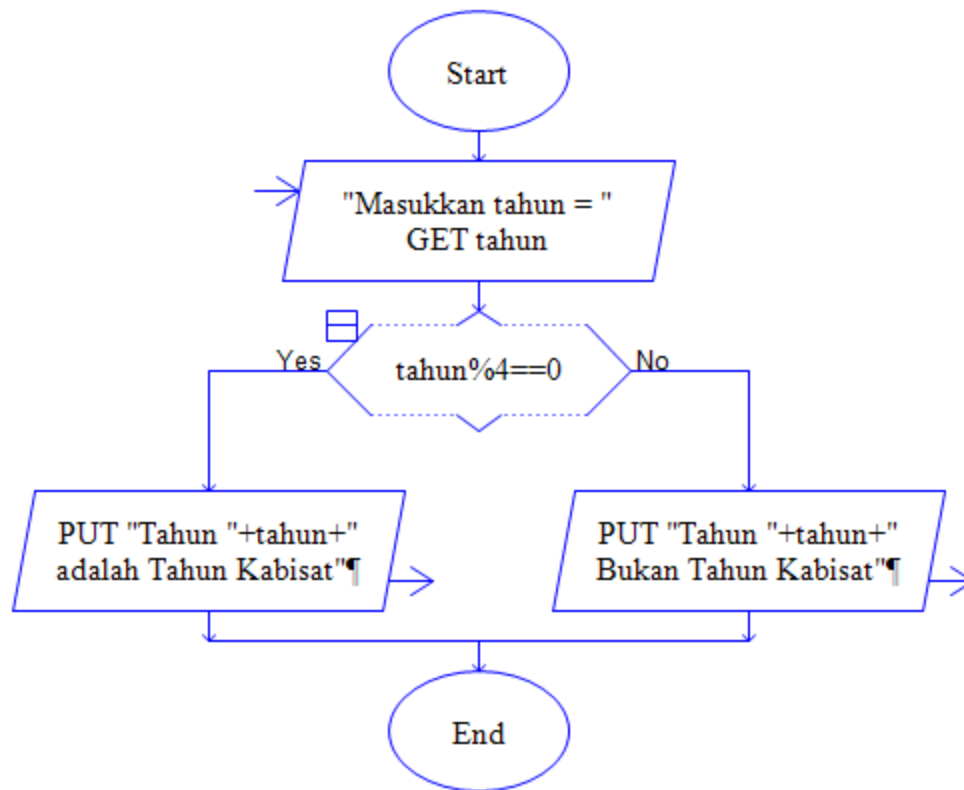 Start
"Masukkan tahun = "
GET tahun
Yes
tahun%4==0
No
PUT "Tahun "+tahun+"
adalah Tahun Kabisat"¶
PUT "Tahun "+tahun+"
Bukan Tahun Kabisat"¶
End